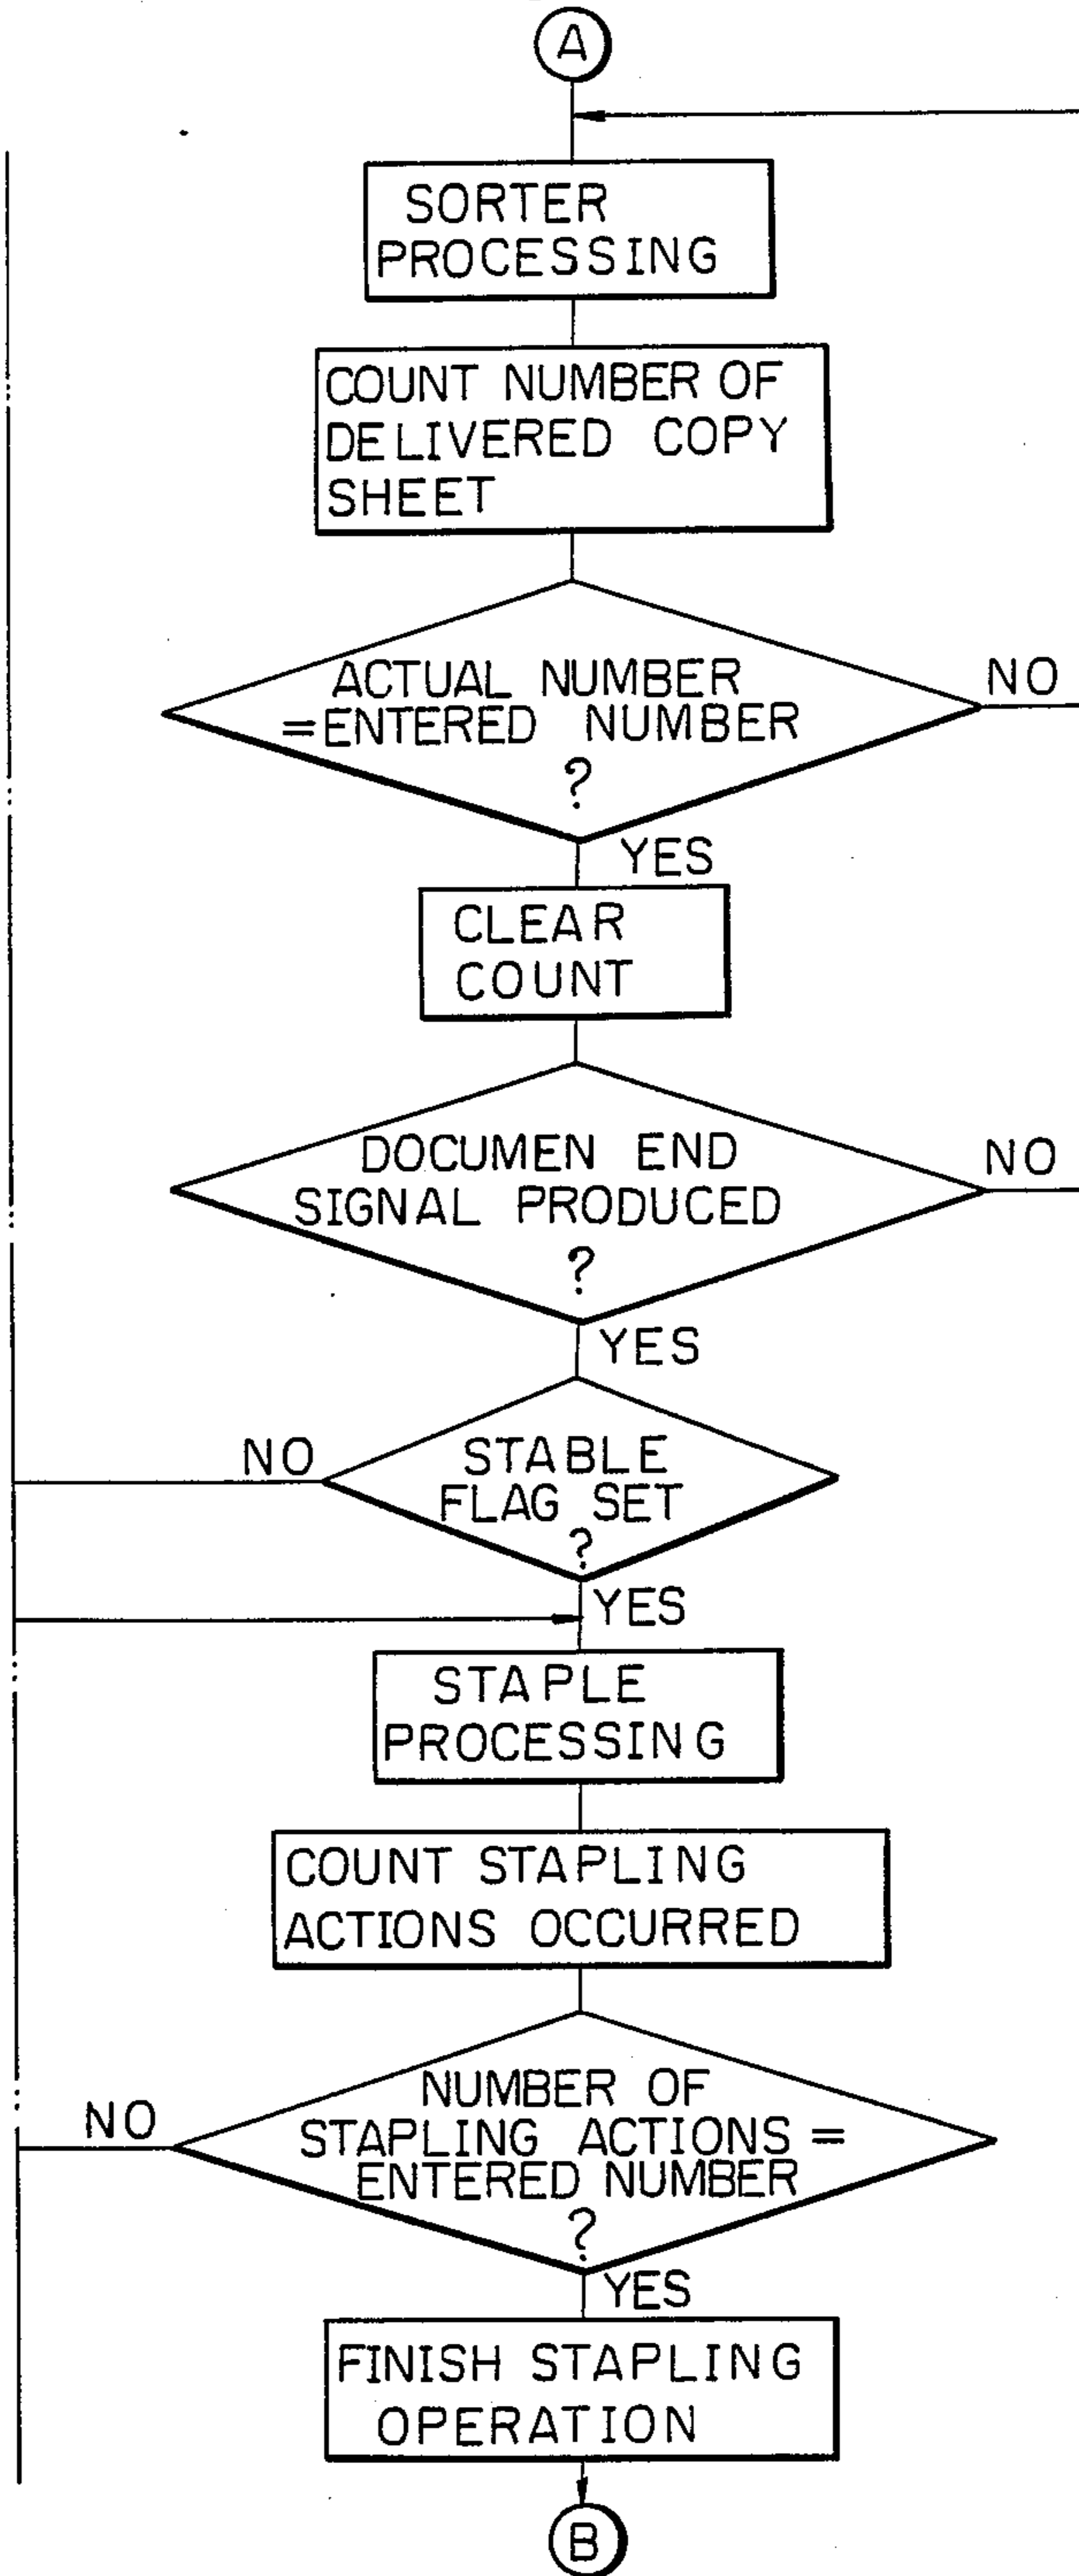 A
SORTER
PROCESSING
COUNT NUMBER OF
DELIVERED COPY
SHEET
ACTUAL NUMBER
=ENTERED NUMBER
?
NO
YES
CLEAR
COUNT
DOCUMEN END
SIGNAL PRODUCED
?
NO
YES
STABLE
FLAG SET
?
NO
YES
STAPLE
PROCESSING
COUNT STAPLING
ACTIONS OCCURRED
NUMBER OF
STAPLING ACTIONS =
ENTERED NUMBER
?
NO
YES
FINISH STAPLING
OPERATION
B